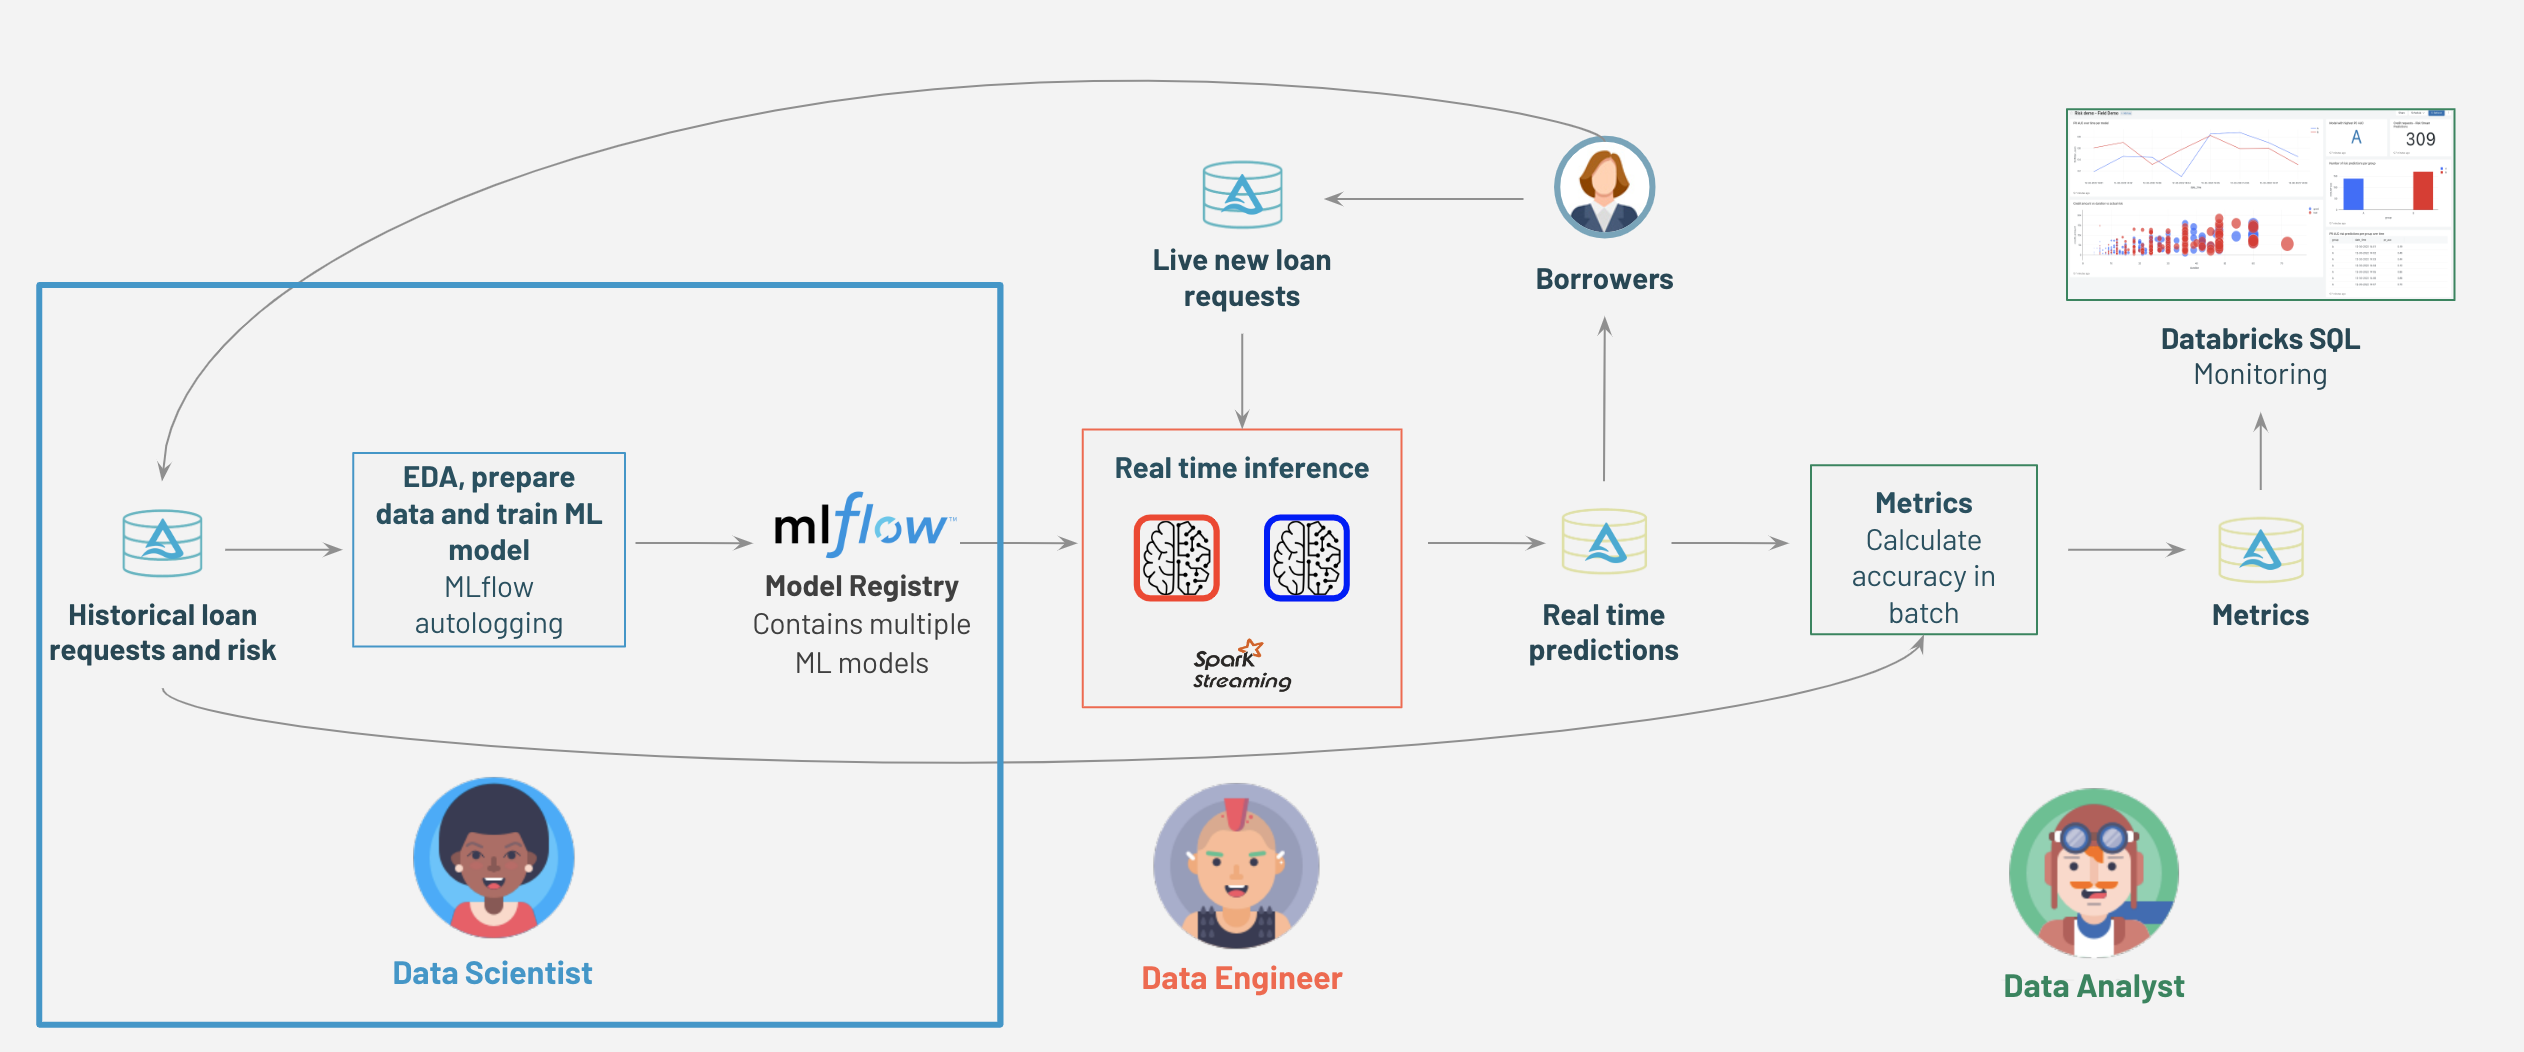 Live new loan
requests
Borrowers
A
309
Databricks SQL
Monitoring
Historical loan
requests and risk
EDA, prepare
data and train ML
model
MLflow
autologging
mlflow™
Model Registry
Contains multiple
ML models
Real time inference
Spark
Streaming
Real time
predictions
Metrics
Calculate
accuracy in
batch
Metrics
Data Scientist
Data Engineer
Data Analyst